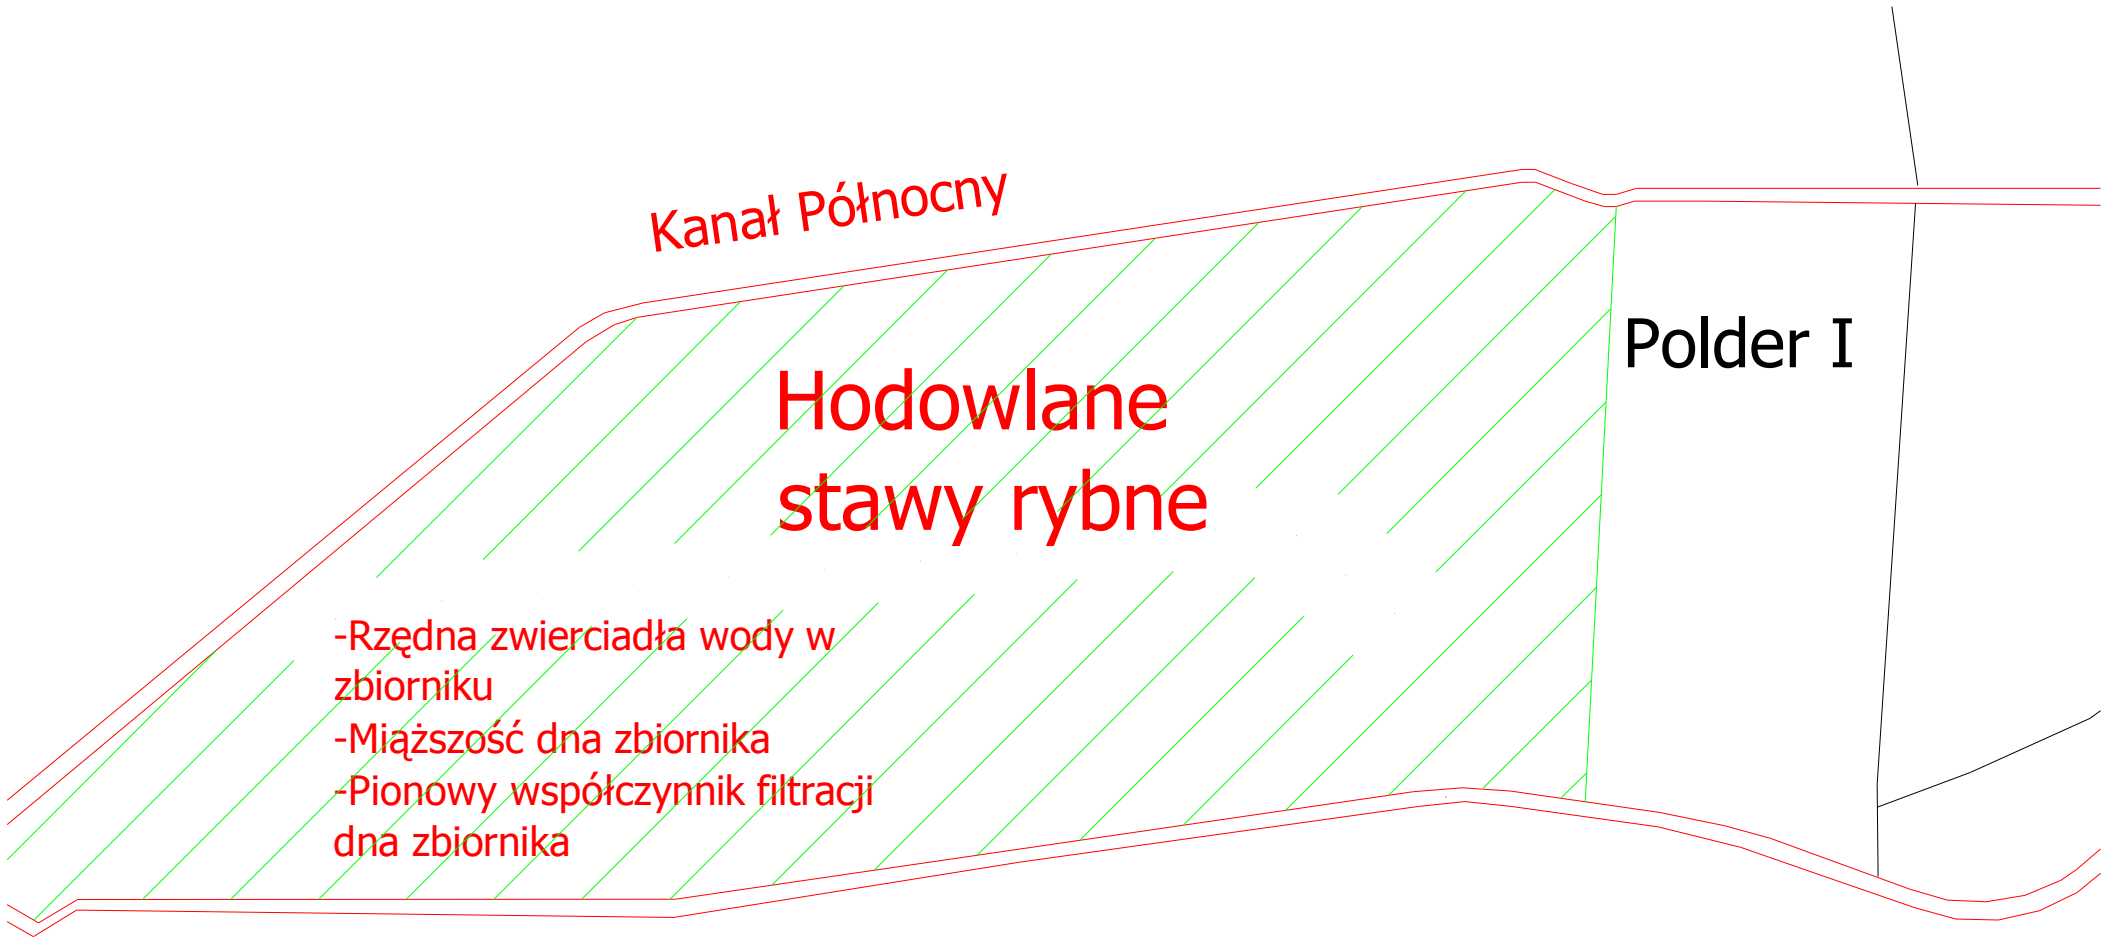 Kanał Północny
Polder I
Hodowlane
stawy rybne
-Rzędna zwierciadła wody w
zbiorniku
-Miąższość dna zbiornika
-Pionowy współczynnik filtracji
dna zbiornika